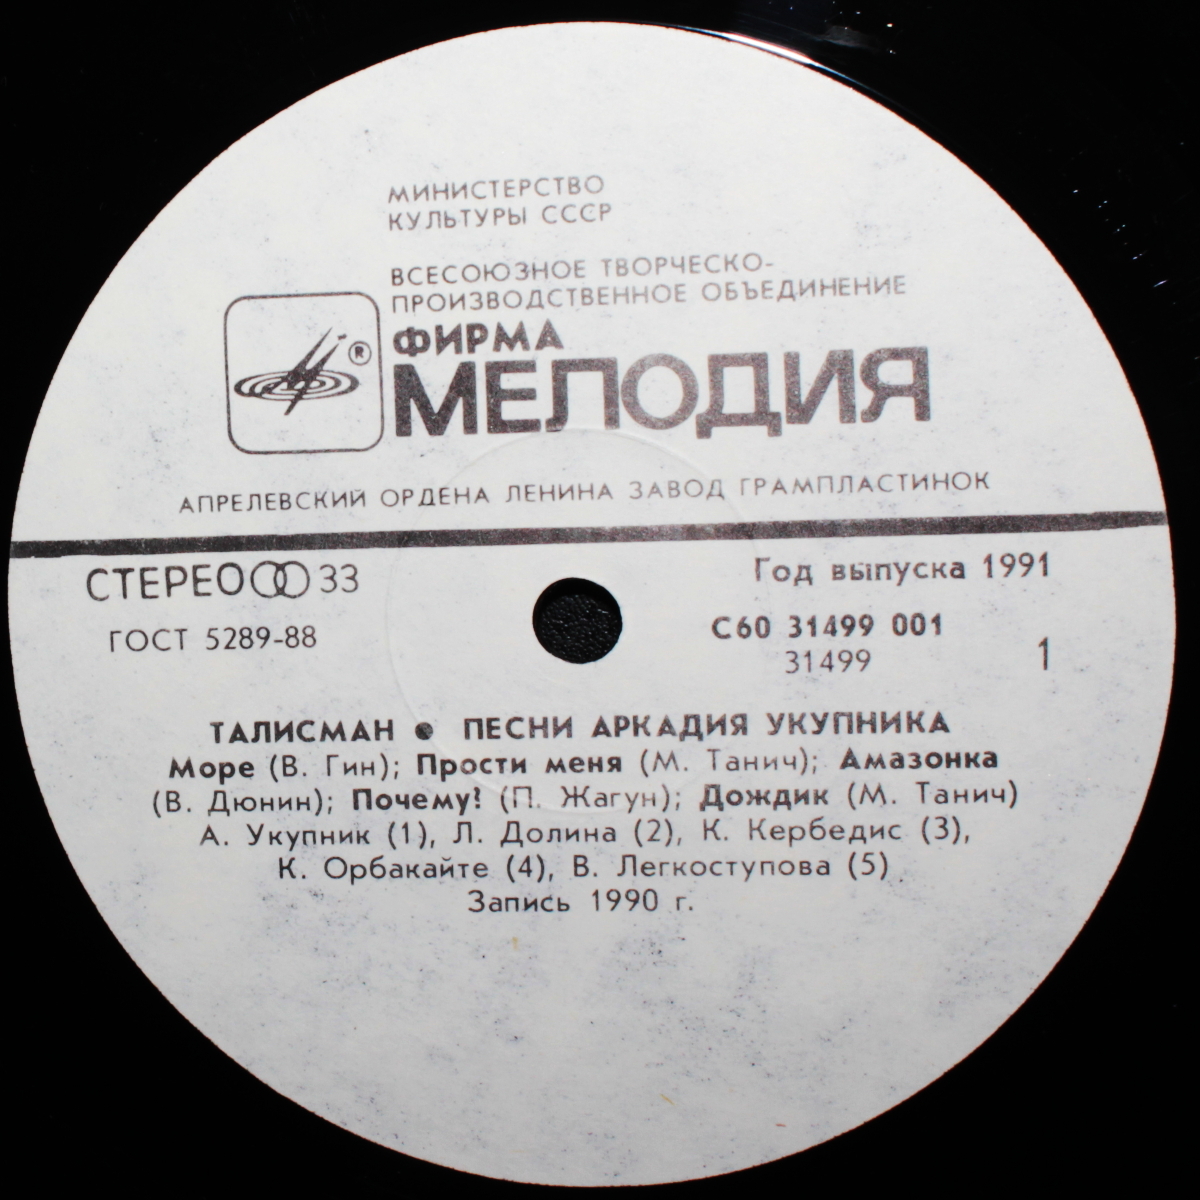 МИНИСТЕРСТВО
КУЛЬТУРЫ СССР
ВСЕСОЮЗНОЕ ТВОРЧЕСКО-
ПРОИЗВОДСТВЕННОЕ ОБЪЕДИНЕНИЕ
®
ФИРМА
МЕЛОДИЯ
АПРЕЛЕВСКИЙ ОРДЕНА ЛЕНИНА ЗАВОД ГРАМПЛАСТИНОК
СТЕРЕО 33
Год выпуска 1991
ГОСТ 5289-88
С60 31499 001
31499
1
ТАЛИСМАН ● ПЕСНИ АРКАДИЯ УКУПНИКА
Море (В. Гин); Прости меня (М. Танич); Амазонка
(В. Дюнин); Почему? (П. Жагун); Дождик (М. Танич)
А. Укупник (1), Л. Долина (2), К. Кербедис (3),
К. Орбакайте (4), В. Легкоступова (5)
Запись 1990 г.